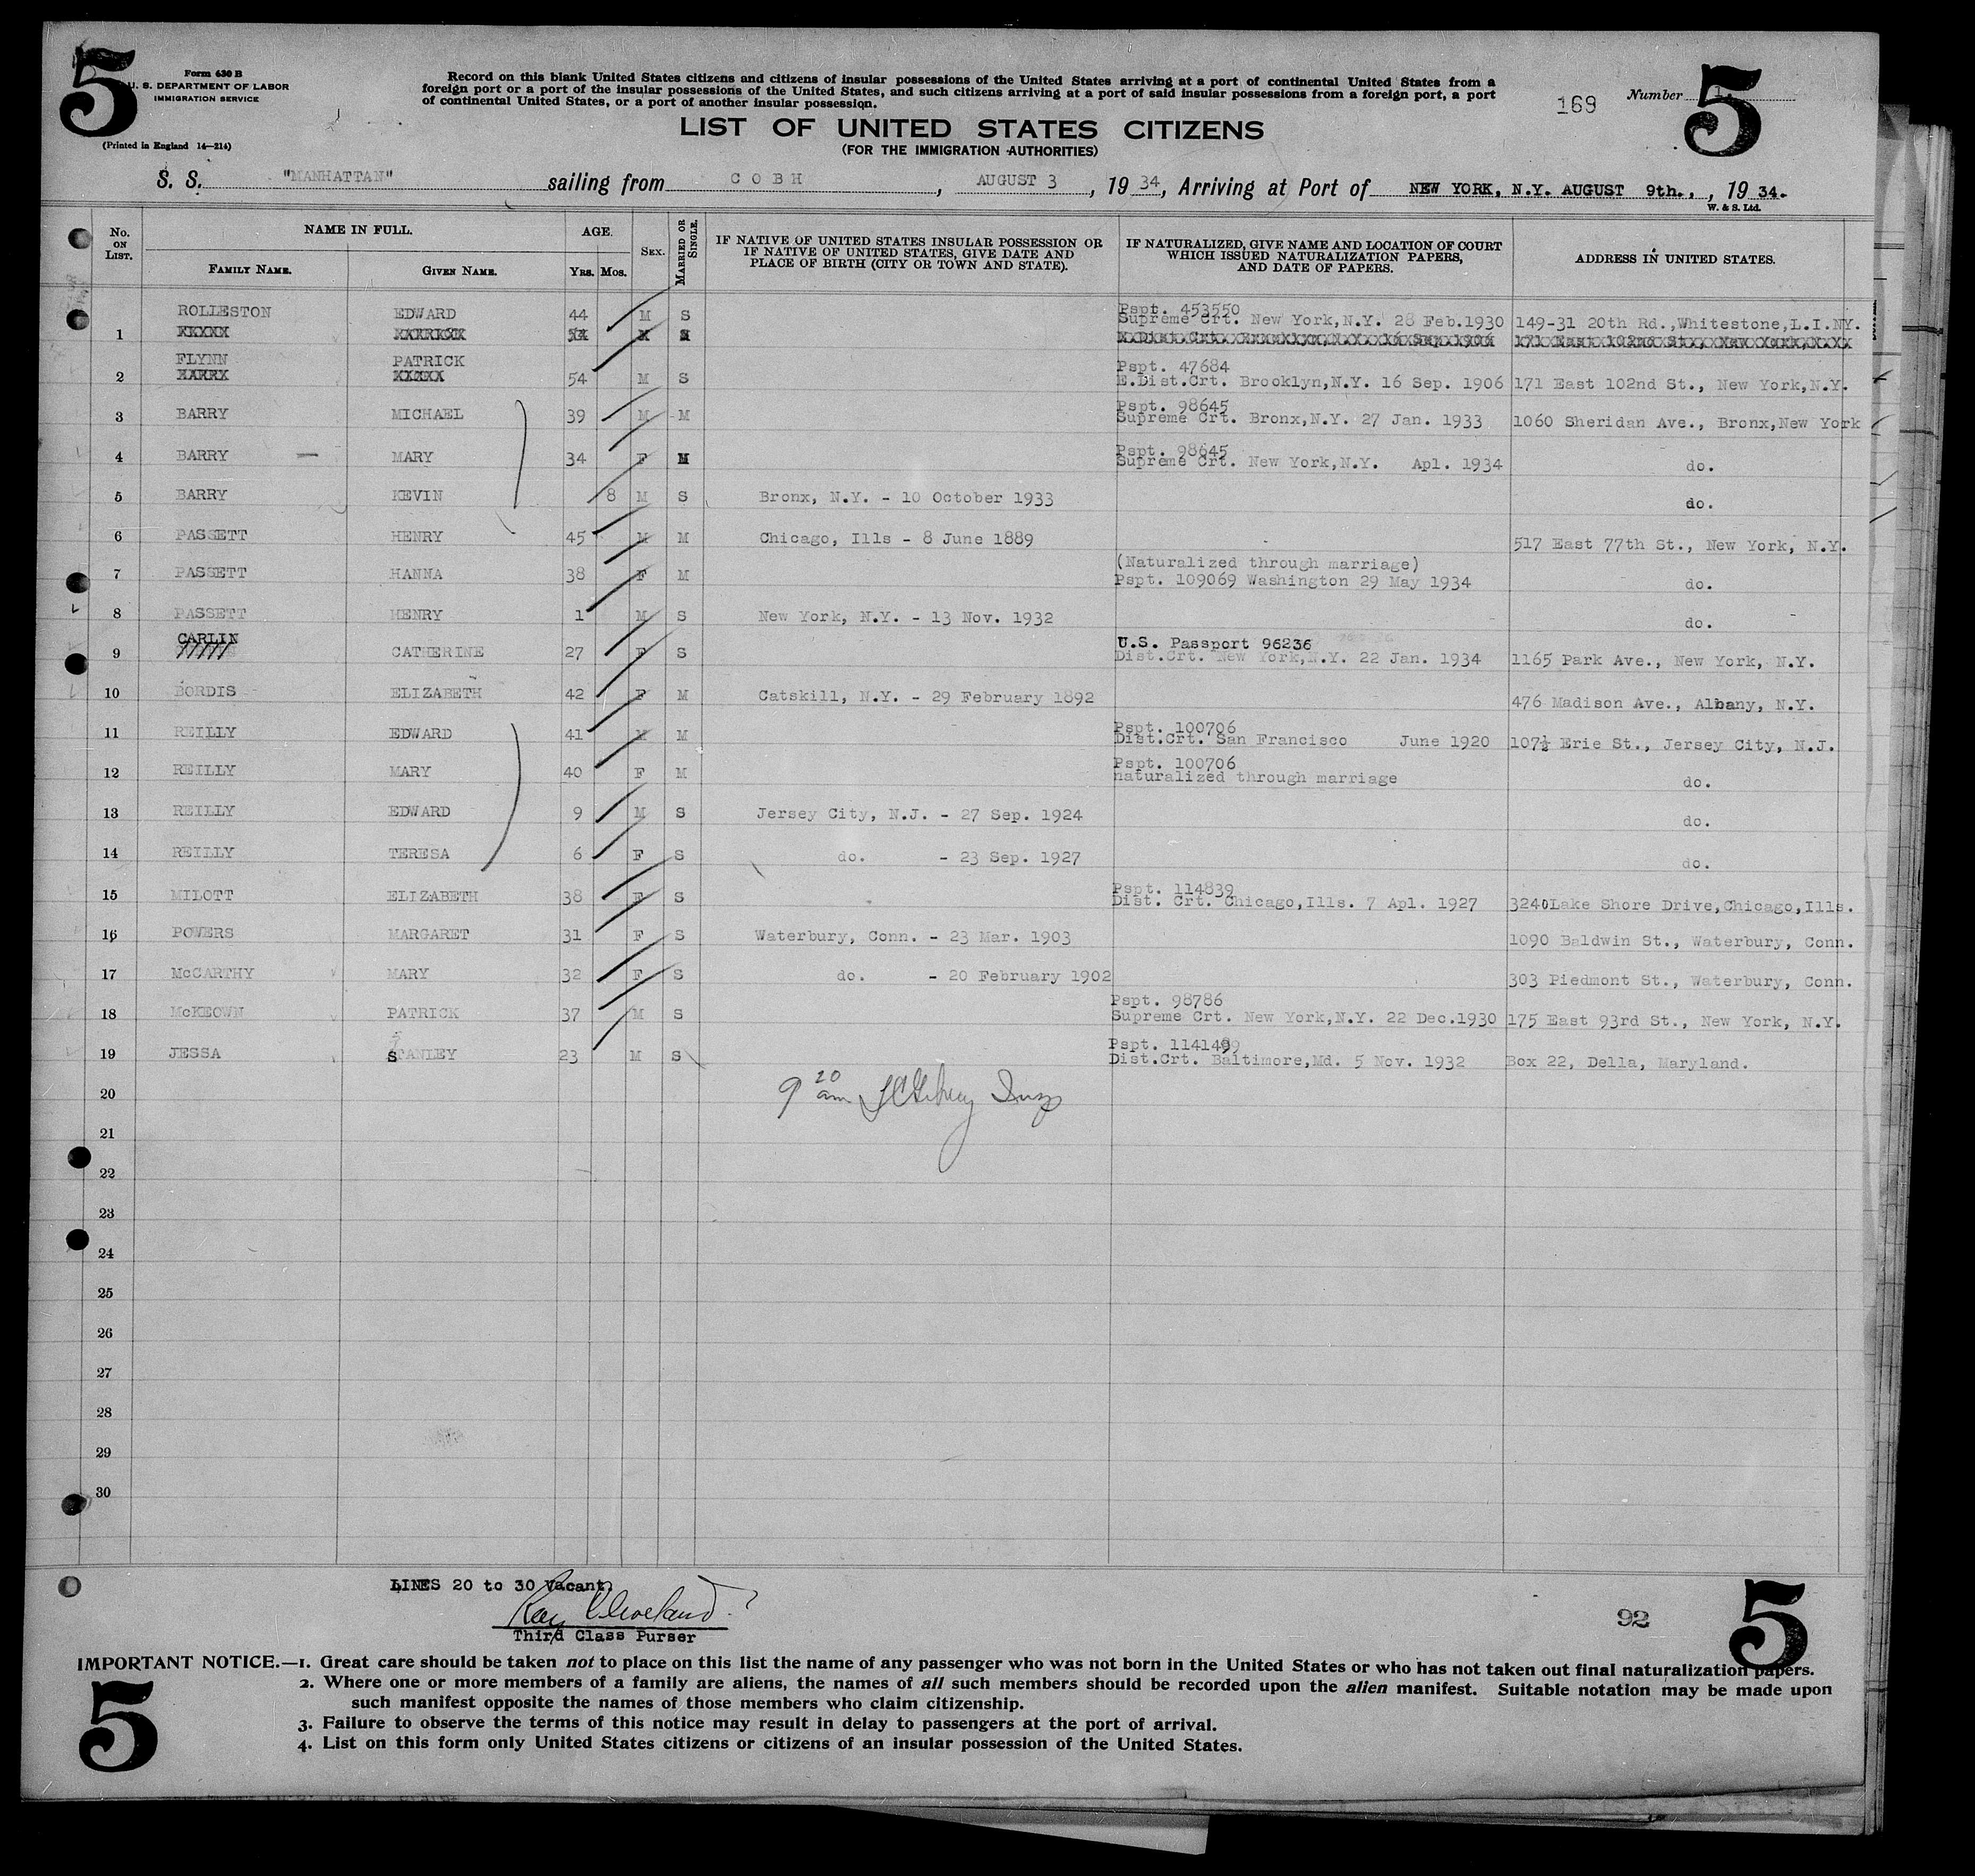 5
Form 630 B
U. S. DEPARTMENT OF LABOR
IMMIGRATION SERVICE
(Printed in England 14—214)
Record on this blank United States citizens and citizens of insular possessions of the United States arriving at a port of continental United States from a
foreign port or a port of the insular possessions of the United States, and such citizens arriving at a port of said insular possessions from a foreign port, a port
of continental United States, or a port of another insular possession.
LIST OF UNITED STATES CITIZENS
(FOR THE IMMIGRATION AUTHORITIES)
169
Number 1.
5
S. S. "MANHATTAN" sailing from COBH, AUGUST 3, 19 34, Arriving at Port of NEW YORK, N.Y. AUGUST 9th., , 19 34.
W. & S. Ltd.
No. ON LIST. NAME IN FULL. AGE. SEX. MARRIED OR SINGLE. IF NATIVE OF UNITED STATES INSULAR POSSESSION OR IF NATIVE OF UNITED STATES, GIVE DATE AND PLACE OF BIRTH (CITY OR TOWN AND STATE). IF NATURALIZED, GIVE NAME AND LOCATION OF COURT WHICH ISSUED NATURALIZATION PAPERS, AND DATE OF PAPERS. ADDRESS IN UNITED STATES.
FAMILY NAME. GIVEN NAME. YRS. MOS.
Pspt. 453550
ROLLESTON EDWARD 44 M S Supreme Crt. New York,N.Y. 28 Feb.1930 149-31 20th Rd.,Whitestone,L.I.NY.
1
FLYNN PATRICK Pspt. 47684
2 54 M S E.Dist.Crt. Brooklyn,N.Y. 16 Sep. 1906 171 East 102nd St., New York,N.Y.
Pspt. 98645
3 BARRY MICHAEL 39 M M Supreme Crt. Bronx,N.Y. 27 Jan. 1933 1060 Sheridan Ave., Bronx,New York
Pspt. 98645
4 BARRY MARY 34 F M Supreme Crt. New York,N.Y. Apl. 1934 do.
5 BARRY KEVIN 8 M S Bronx, N.Y. - 10 October 1933 do.
6 PASSETT HENRY 45 M M Chicago, Ills - 8 June 1889 517 East 77th St., New York, N.Y.
(Naturalized through marriage)
7 PASSETT HANNA 38 F M Pspt. 109069 Washington 29 May 1934 do.
8 PASSETT HENRY 1 M S New York, N.Y. - 13 Nov. 1932 do.
CARLIN U.S. Passport 96236
9 CATHERINE 27 F S Dist.Crt. New York,N.Y. 22 Jan. 1934 1165 Park Ave., New York, N.Y.
10 BORDIS ELIZABETH 42 F M Catskill, N.Y. - 29 February 1892 476 Madison Ave., Albany, N.Y.
Pspt. 100706
11 REILLY EDWARD 41 M M Dist.Crt. San Francisco June 1920 107½ Erie St., Jersey City, N.J.
Pspt. 100706
12 REILLY MARY 40 F M naturalized through marriage do.
13 REILLY EDWARD 9 M S Jersey City, N.J. - 27 Sep. 1924 do.
14 REILLY TERESA 6 F S do. - 23 Sep. 1927 do.
Pspt. 114839
15 MILOTT ELIZABETH 38 F S Dist. Crt. Chicago,Ills. 7 Apl. 1927 3240 Lake Shore Drive,Chicago,Ills.
16 POWERS MARGARET 31 F S Waterbury, Conn. - 23 Mar. 1903 1090 Baldwin St., Waterbury, Conn.
17 McCARTHY MARY 32 F S do. - 20 February 1902 303 Piedmont St., Waterbury, Conn.
Pspt. 98786
18 McKEOWN PATRICK 37 M S Supreme Crt. New York,N.Y. 22 Dec.1930 175 East 93rd St., New York, N.Y.
Pspt. 114149
19 JESSA STANLEY 23 M S Dist.Crt. Baltimore,Md. 5 Nov. 1932 Box 22, Della, Maryland.
20 9 20 am
21
22
23
24
25
26
27
28
29
30
LINES 20 to 30 Vacant.
Ray Cleveland
Third Class Purser
92
5
IMPORTANT NOTICE.—1. Great care should be taken not to place on this list the name of any passenger who was not born in the United States or who has not taken out final naturalization papers.
2. Where one or more members of a family are aliens, the names of all such members should be recorded upon the alien manifest. Suitable notation may be made upon
such manifest opposite the names of those members who claim citizenship.
3. Failure to observe the terms of this notice may result in delay to passengers at the port of arrival.
4. List on this form only United States citizens or citizens of an insular possession of the United States.
5